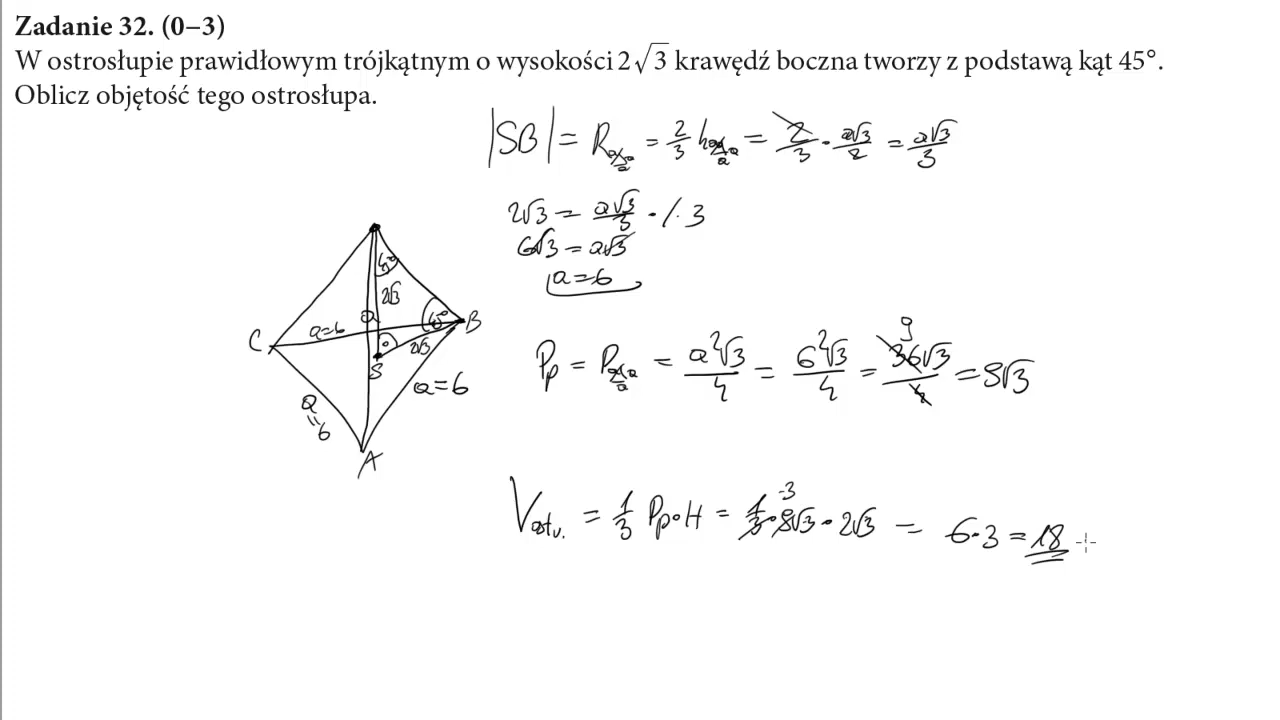 Zadanie 32. (0–3)
W ostrosłupie prawidłowym trójkątnym o wysokości 2√3 krawędź boczna tworzy z podstawą kąt 45°.
Oblicz objętość tego ostrosłupa.
|SB| = R = 2/3 h = 2/3 · a√3/2 = a√3/3
2√3 = a√3/3 · /· 3
6√3 = a√3
a=6
45°
2√3
C a=6 45° B
2√3
S
a=6
a=6
A
Pp = P = a²√3/4 = 6²√3/4 = 36√3/4 = 9√3
9
3
Vostr. = 1/3 Pp·H = 1/3 · 9√3 · 2√3 = 6·3 = 18